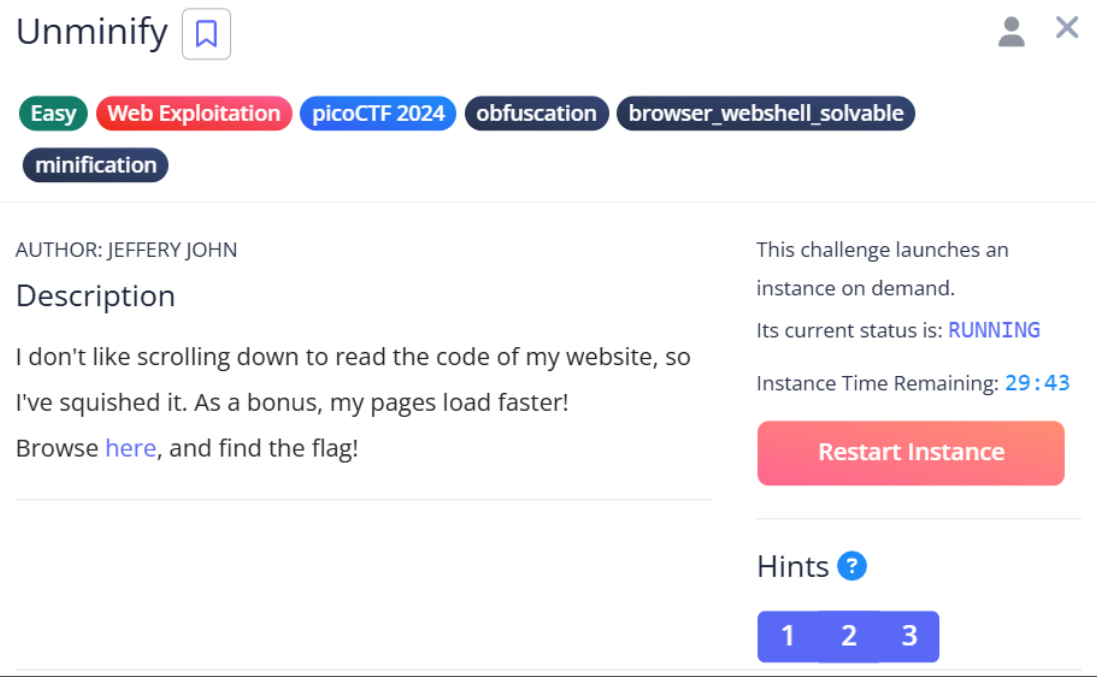 Unminify
Easy Web Exploitation picoCTF 2024 obfuscation browser_webshell_solvable
minification
AUTHOR: JEFFERY JOHN
Description
I don't like scrolling down to read the code of my website, so
I've squished it. As a bonus, my pages load faster!
Browse here, and find the flag!
This challenge launches an
instance on demand.
Its current status is: RUNNING
Instance Time Remaining: 29:43
Restart Instance
Hints ?
1 2 3